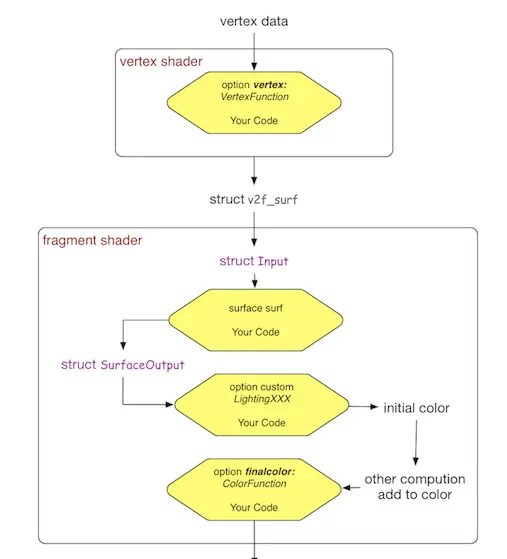 vertex data
vertex shader
option vertex:
VertexFunction
Your Code
struct v2f_surf
fragment shader
struct Input
surface surf
Your Code
struct SurfaceOutput
option custom
LightingXXX
Your Code
initial color
other compution
add to color
option finalcolor:
ColorFunction
Your Code